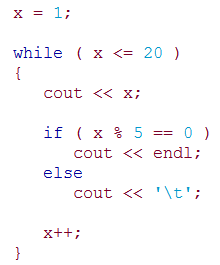 x = 1;
while ( x <= 20 )
{
cout << x;
if ( x % 5 == 0 )
cout << endl;
else
cout << '\t';
x++;
}